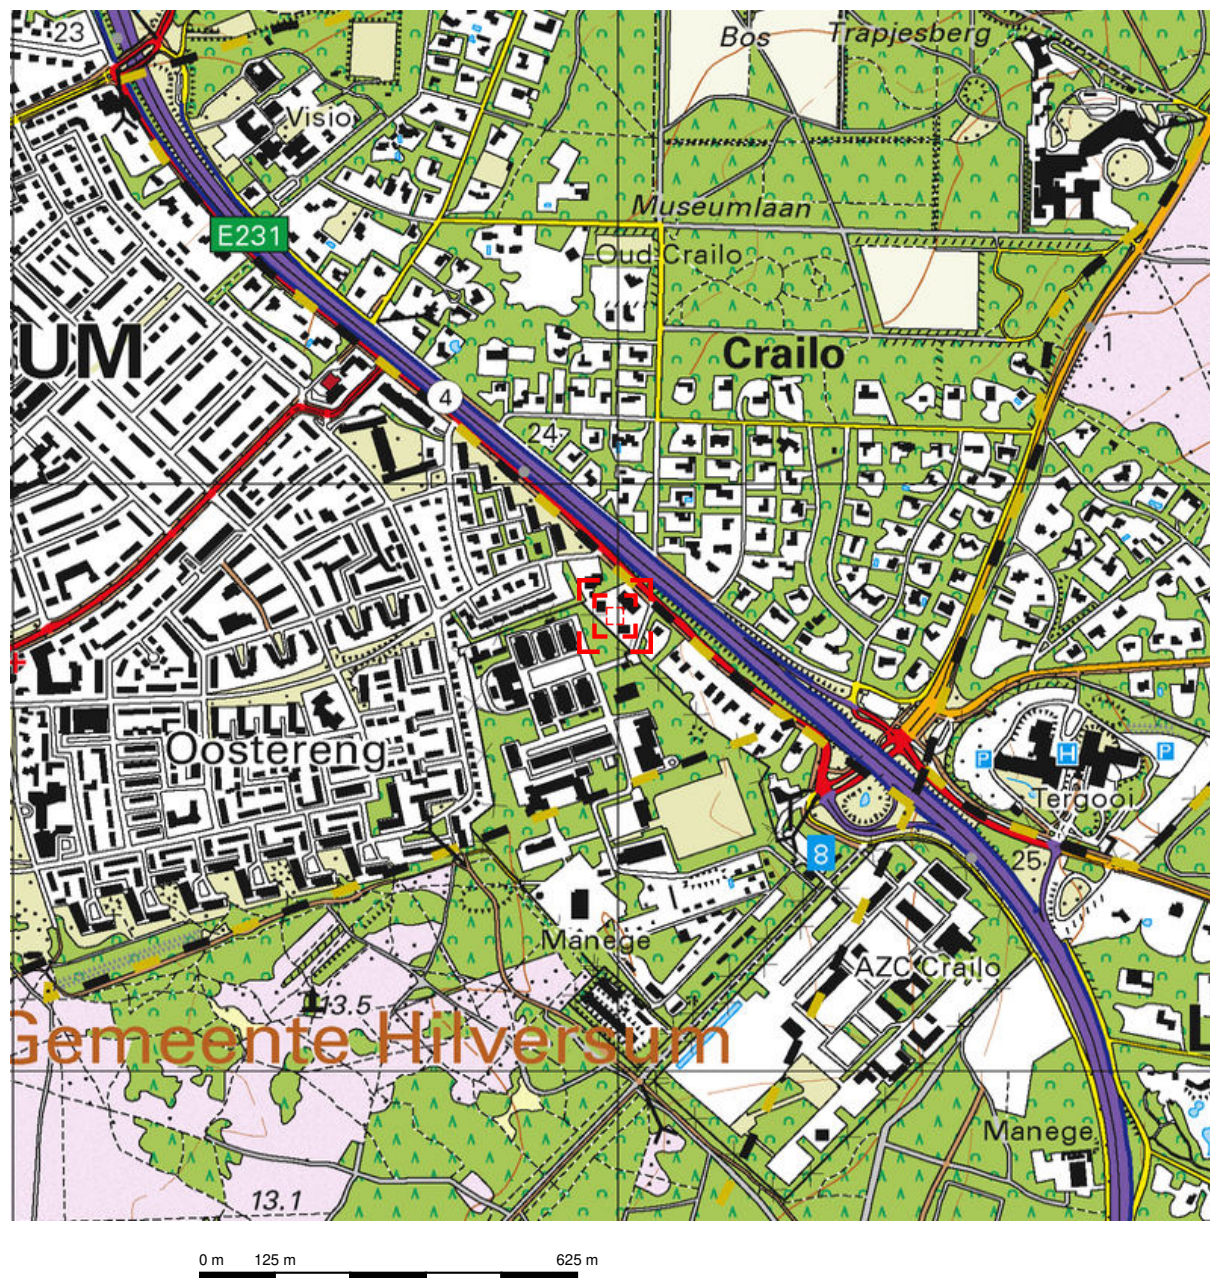 23
Bos
Trapjesberg
Visio
Museumlaan
E231
Oud Crailo
1
UM
Crailo
4
24
Oostereng
P
H
P
Tergooi
8
25
Manege
AZC Crailo
13.5
Gemeente Hilversum
L
Manege
13.1
0 m
125 m
625 m